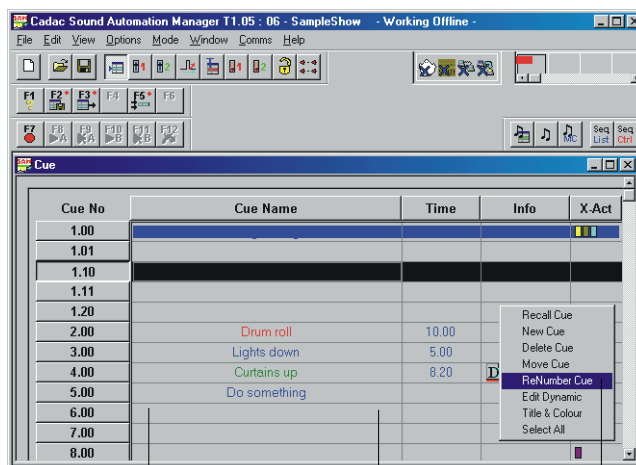 Cadac Sound Automation Manager T1.05 : 06 - SampleShow - Working Offline -
File Edit View Options Mode Window Comms Help
F1 F2* F3* F4 F5* F6
F7 F8 F9 F10 F11 F12
A A B B
MC Seq List Seq Ctrl
Cue
Cue No Cue Name Time Info X-Act
1.00
1.01
1.10
1.11
1.20
2.00 Drum roll 10.00
3.00 Lights down 5.00
4.00 Curtains up 8.20 D
5.00 Do something
6.00
7.00
8.00
Recall Cue
New Cue
Delete Cue
Move Cue
ReNumber Cue
Edit Dynamic
Title & Colour
Select All